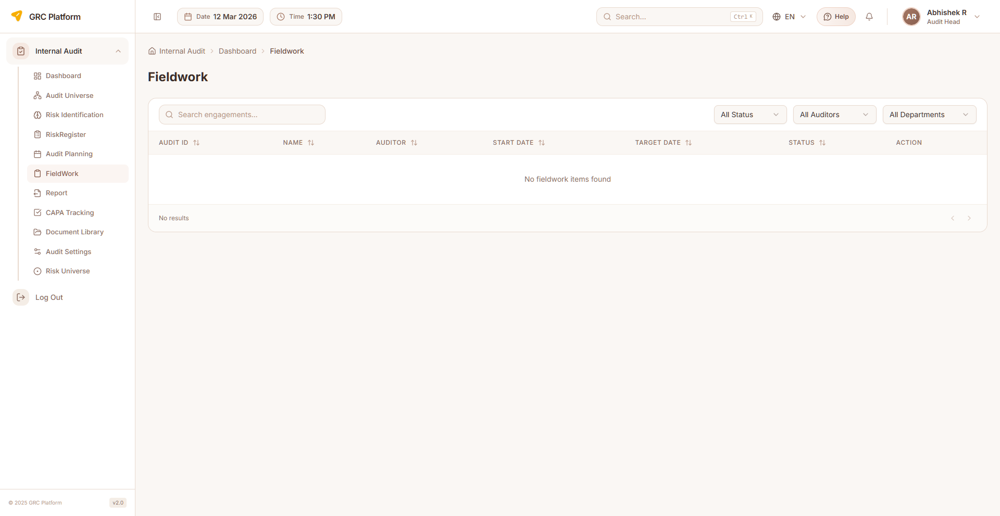 GRC Platform
Date 12 Mar 2026
Time 1:30 PM
Search...
Ctrl K
EN
Help
AR
Abhishek R
Audit Head
Internal Audit
Dashboard
Audit Universe
Risk Identification
RiskRegister
Audit Planning
FieldWork
Report
CAPA Tracking
Document Library
Audit Settings
Risk Universe
Log Out
© 2025 GRC Platform
v2.0
Internal Audit > Dashboard > Fieldwork
Fieldwork
Search engagements...
All Status
All Auditors
All Departments
AUDIT ID
NAME
AUDITOR
START DATE
TARGET DATE
STATUS
ACTION
No fieldwork items found
No results